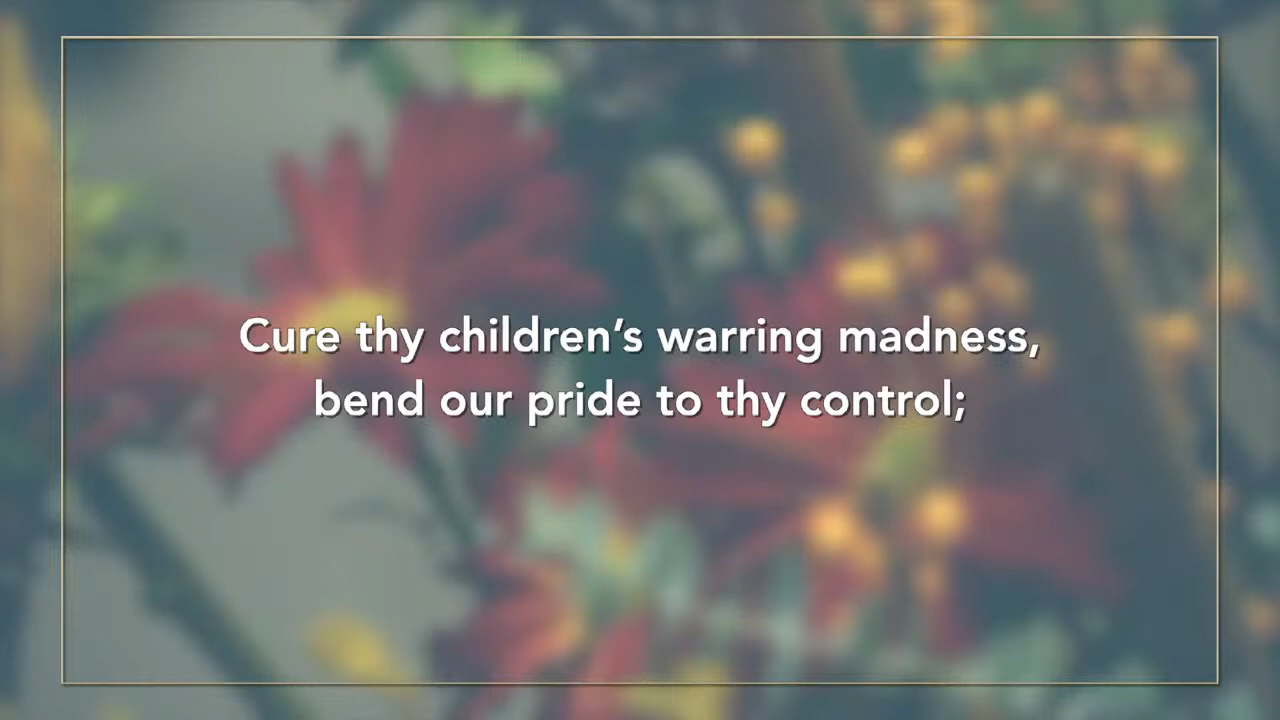 Cure thy children’s warring madness,
bend our pride to thy control;